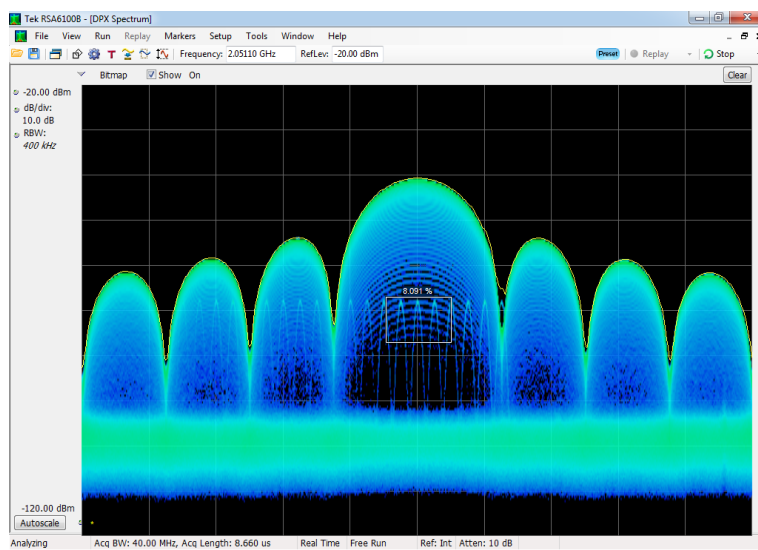 Tek RSA6100B - [DPX Spectrum]
File View Run Replay Markers Setup Tools Window Help
T Frequency: 2.05110 GHz RefLev: -20.00 dBm Preset Replay Stop
Bitmap Show On Clear
-20.00 dBm
dB/div:
10.0 dB
RBW:
400 kHz
8.091 %
-120.00 dBm
Autoscale
Analyzing Acq BW: 40.00 MHz, Acq Length: 8.660 us Real Time Free Run Ref: Int Atten: 10 dB